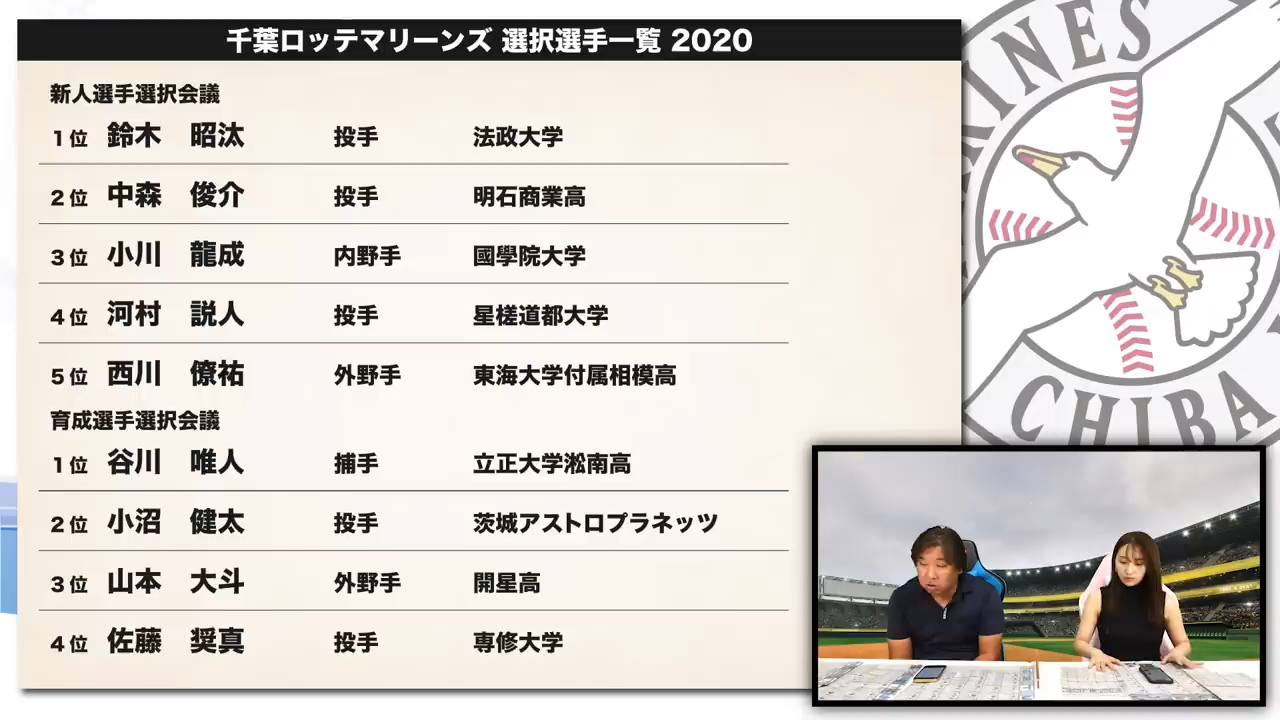 千葉ロッテマリーンズ 選択選手一覧 2020
新人選手選択会議
1位 鈴木 昭汰 投手 法政大学
2位 中森 俊介 投手 明石商業高
3位 小川 龍成 内野手 國學院大学
4位 河村 説人 投手 星槎道都大学
5位 西川 僚祐 外野手 東海大学付属相模高
育成選手選択会議
1位 谷川 唯人 捕手 立正大学淞南高
2位 小沼 健太 投手 茨城アストロプラネッツ
3位 山本 大斗 外野手 開星高
4位 佐藤 奨真 投手 専修大学
RINES
CHIBA